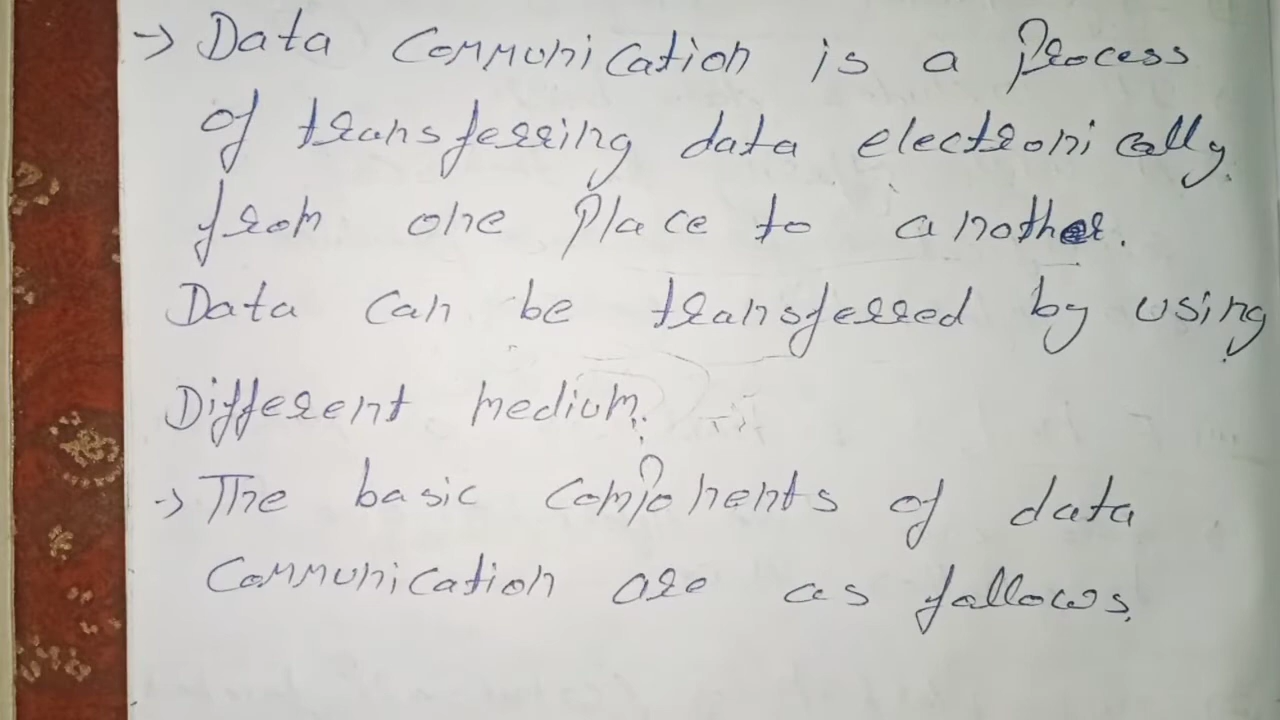 → Data Communication is a Process
of transferring data electronically
from one Place to another.
Data can be transferred by using
Different medium.
→ The basic components of data
Communication are as fallows.